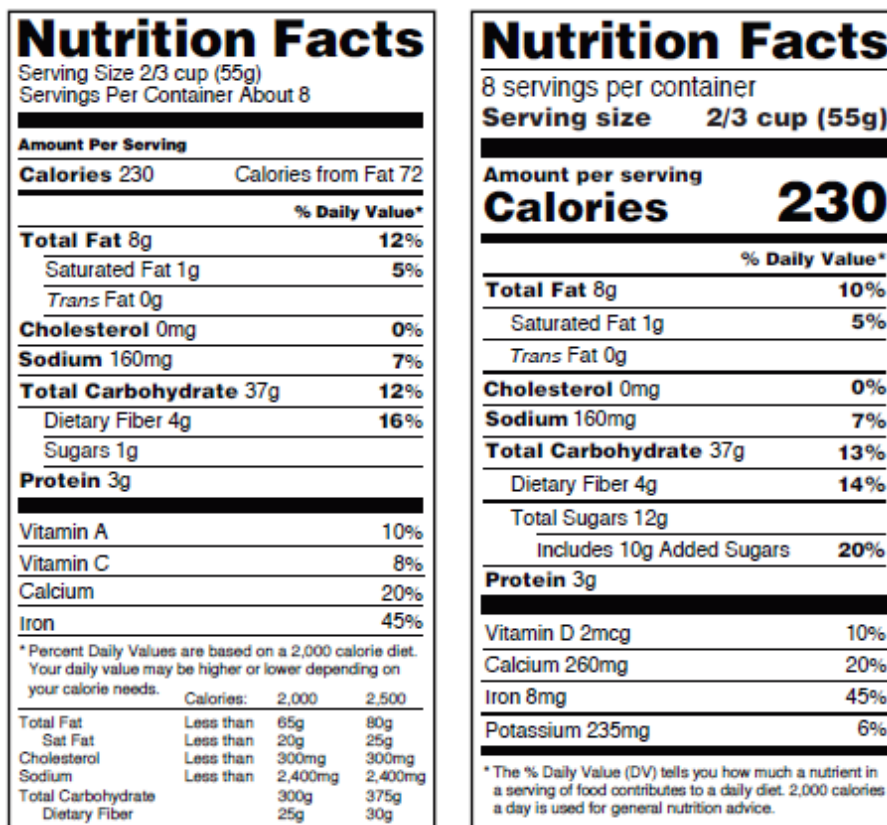 Nutrition Facts
Serving Size 2/3 cup (55g)
Servings Per Container About 8
Amount Per Serving
Calories 230 Calories from Fat 72
% Daily Value*
Total Fat 8g 12%
Saturated Fat 1g 5%
Trans Fat 0g
Cholesterol 0mg 0%
Sodium 160mg 7%
Total Carbohydrate 37g 12%
Dietary Fiber 4g 16%
Sugars 1g
Protein 3g
Vitamin A 10%
Vitamin C 8%
Calcium 20%
Iron 45%
* Percent Daily Values are based on a 2,000 calorie diet.
Your daily value may be higher or lower depending on
your calorie needs.
Calories: 2,000 2,500
Total Fat Less than 65g 80g
Sat Fat Less than 20g 25g
Cholesterol Less than 300mg 300mg
Sodium Less than 2,400mg 2,400mg
Total Carbohydrate 300g 375g
Dietary Fiber 25g 30g
Nutrition Facts
8 servings per container
Serving size 2/3 cup (55g)
Amount per serving
Calories 230
% Daily Value*
Total Fat 8g 10%
Saturated Fat 1g 5%
Trans Fat 0g
Cholesterol 0mg 0%
Sodium 160mg 7%
Total Carbohydrate 37g 13%
Dietary Fiber 4g 14%
Total Sugars 12g
Includes 10g Added Sugars 20%
Protein 3g
Vitamin D 2mcg 10%
Calcium 260mg 20%
Iron 8mg 45%
Potassium 235mg 6%
* The % Daily Value (DV) tells you how much a nutrient in
a serving of food contributes to a daily diet. 2,000 calories
a day is used for general nutrition advice.